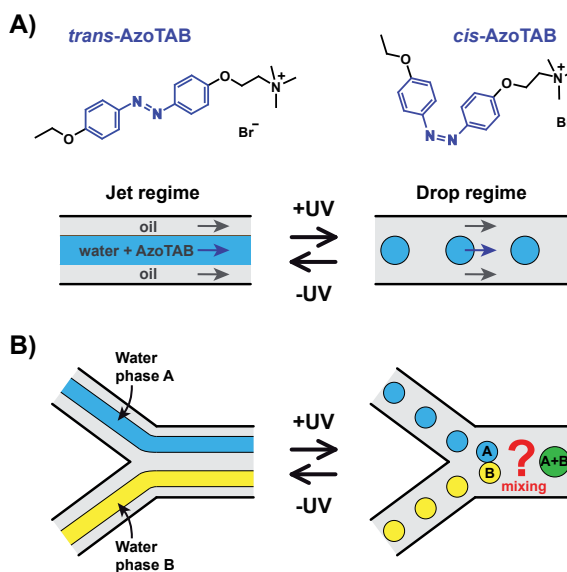 A)
trans-AzoTAB
cis-AzoTAB
O
N
N
O
N+
Br−
O
N
N
O
N+
B
Jet regime
Drop regime
oil
water + AzoTAB
oil
+UV
-UV
B)
Water
phase A
Water
phase B
+UV
-UV
A
B
?
mixing
A+B